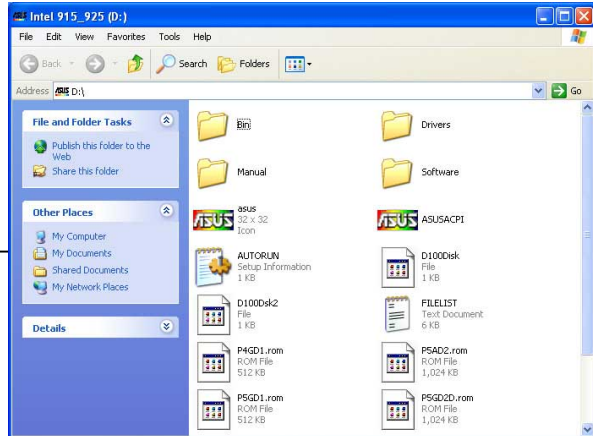 ASUS Intel 915_925 (D:)
File Edit View Favorites Tools Help
Back Search Folders
Address ASUS D:\ Go
File and Folder Tasks
Publish this folder to the
Web
Share this folder
Other Places
My Computer
My Documents
Shared Documents
My Network Places
Details
Bin
Drivers
Manual
Software
ASUS
asus
32 x 32
Icon
ASUS
ASUSACPI
AUTORUN
Setup Information
1 KB
D100Disk
File
1 KB
D100Dsk2
File
1 KB
FILELIST
Text Document
6 KB
P4GD1.rom
ROM File
512 KB
P5AD2.rom
ROM File
1,024 KB
P5GD1.rom
ROM File
512 KB
P5GD2D.rom
ROM File
1,024 KB